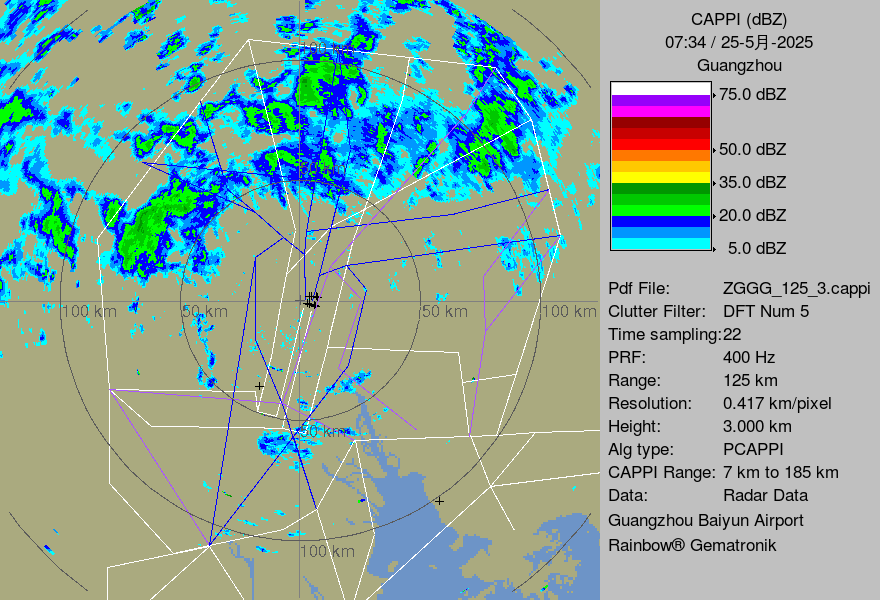 CAPPI (dBZ)
07:34 / 25-5月-2025
Guangzhou
75.0 dBZ
50.0 dBZ
35.0 dBZ
20.0 dBZ
5.0 dBZ
Pdf File: ZGGG_125_3.cappi
Clutter Filter: DFT Num 5
Time sampling:22
PRF: 400 Hz
Range: 125 km
Resolution: 0.417 km/pixel
Height: 3.000 km
Alg type: PCAPPI
CAPPI Range: 7 km to 185 km
Data: Radar Data
Guangzhou Baiyun Airport
Rainbow® Gematronik
100 km
50 km
50 km
100 km
50 km
100 km